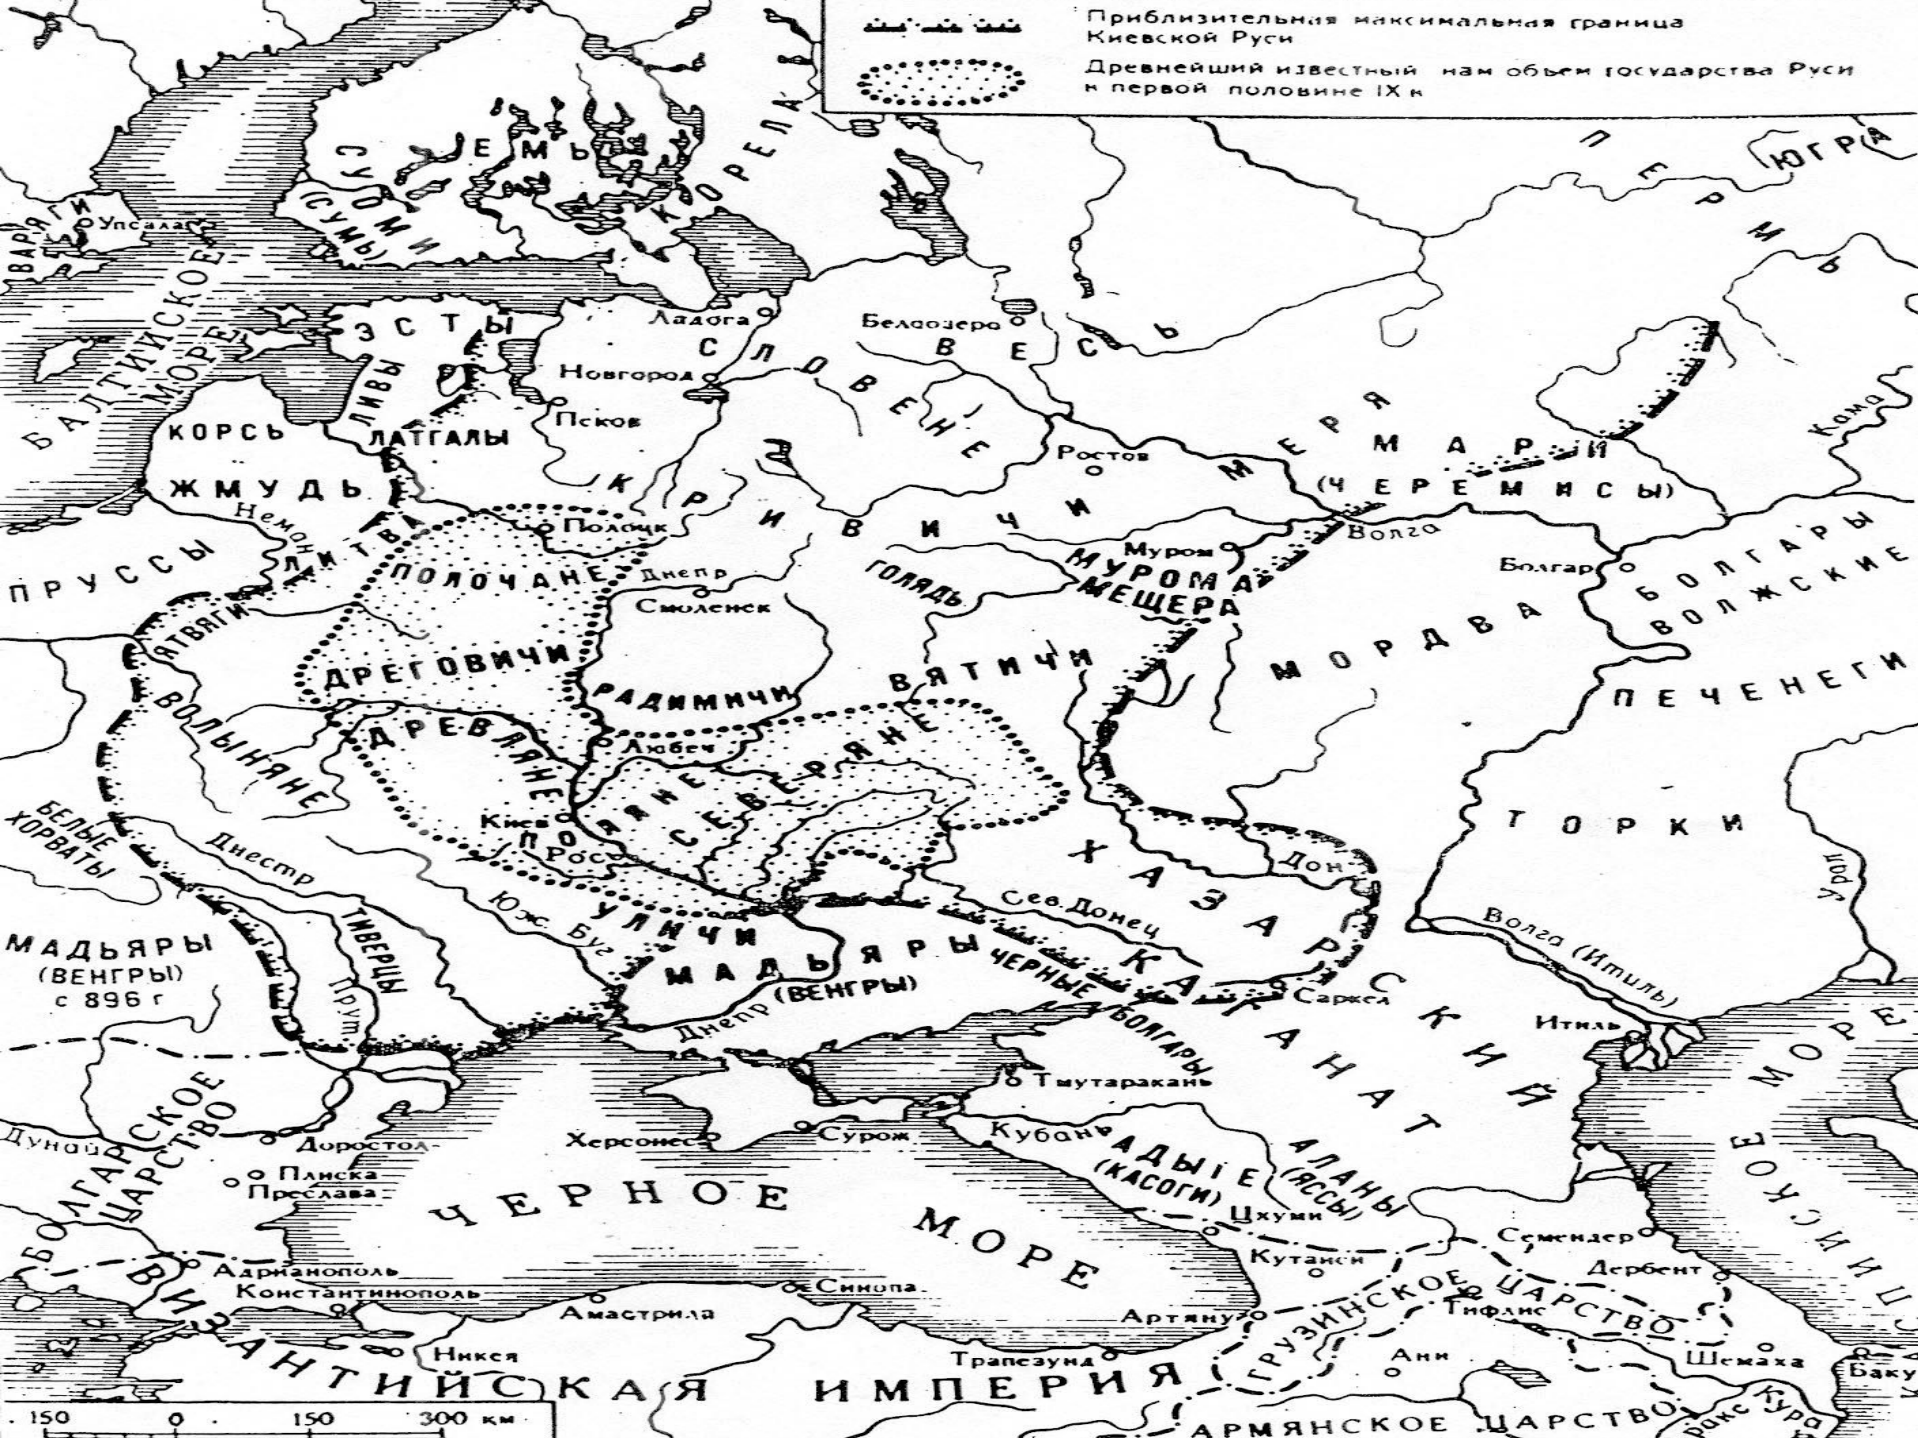 Приблизительная максимальная граница
Киевской Руси
Древнейший известный нам объем государства Руси
к первой половине IX в
ПЕРМЬ
ЮГРА
КОРЕЛА
ЕМЬ
СУОМИ
(СУМЬ)
ВАРЯГИ
Упсала
БАЛТИЙСКОЕ
МОРЕ
ЭСТЫ
Ладога
Белоозеро
ВЕСЬ
СЛОВЕНЕ
Новгород
ЛИВЫ
Псков
КОРСЬ
ЛАТГАЛЫ
Ростов
МЕРЯ
МАРИ
(ЧЕРЕМИСЫ)
Кама
ЖМУДЬ
Неман
КРИВИЧИ
ЛИТВА
Полоцк
Волга
ПРУССЫ
ПОЛОЧАНЕ
Днепр
Смоленск
ГОЛЯДЬ
Муром
МУРОМА
МЕЩЕРА
Болгар
БОЛГАРЫ
ВОЛЖСКИЕ
МОРДВА
ЯТВЯГИ
ДРЕГОВИЧИ
РАДИМИЧИ
ВЯТИЧИ
ПЕЧЕНЕГИ
ВОЛЫНЯНЕ
ДРЕВЛЯНЕ
Любеч
СЕВЕРЯНЕ
Киев
ПОЛЯНЕ
Рось
ТОРКИ
БЕЛЫЕ
ХОРВАТЫ
Днестр
Юж. Буг
УЛИЧИ
Дон
Урал
Сев. Донец
ХАЗАРСКИЙ
КАГАНАТ
Волга (Итиль)
МАДЬЯРЫ
(ВЕНГРЫ)
с 896 г
ТИВЕРЦЫ
Прут
МАДЬЯРЫ
(ВЕНГРЫ)
Днепр
ЧЕРНЫЕ
БОЛГАРЫ
Саркел
Итиль
КАСПИЙСКОЕ
МОРЕ
Тмутаракань
Дунай
БОЛГАРСКОЕ
ЦАРСТВО
Доростол
Плиска
Преслава
Херсонес
Сурож
Кубань
АДЫГЕ
(КАСОГИ)
АЛАНЫ
(ЯССЫ)
ЧЕРНОЕ МОРЕ
Цхуми
Семендер
Кутаиси
Дербент
Адрианополь
Константинополь
Амастрида
Синопа
Тифлис
ГРУЗИНСКОЕ ЦАРСТВО
Никея
Трапезунд
Ани
Шемаха
Баку
ВИЗАНТИЙСКАЯ ИМПЕРИЯ
АРМЯНСКОЕ ЦАРСТВО
Кура
150 0 150 300 км